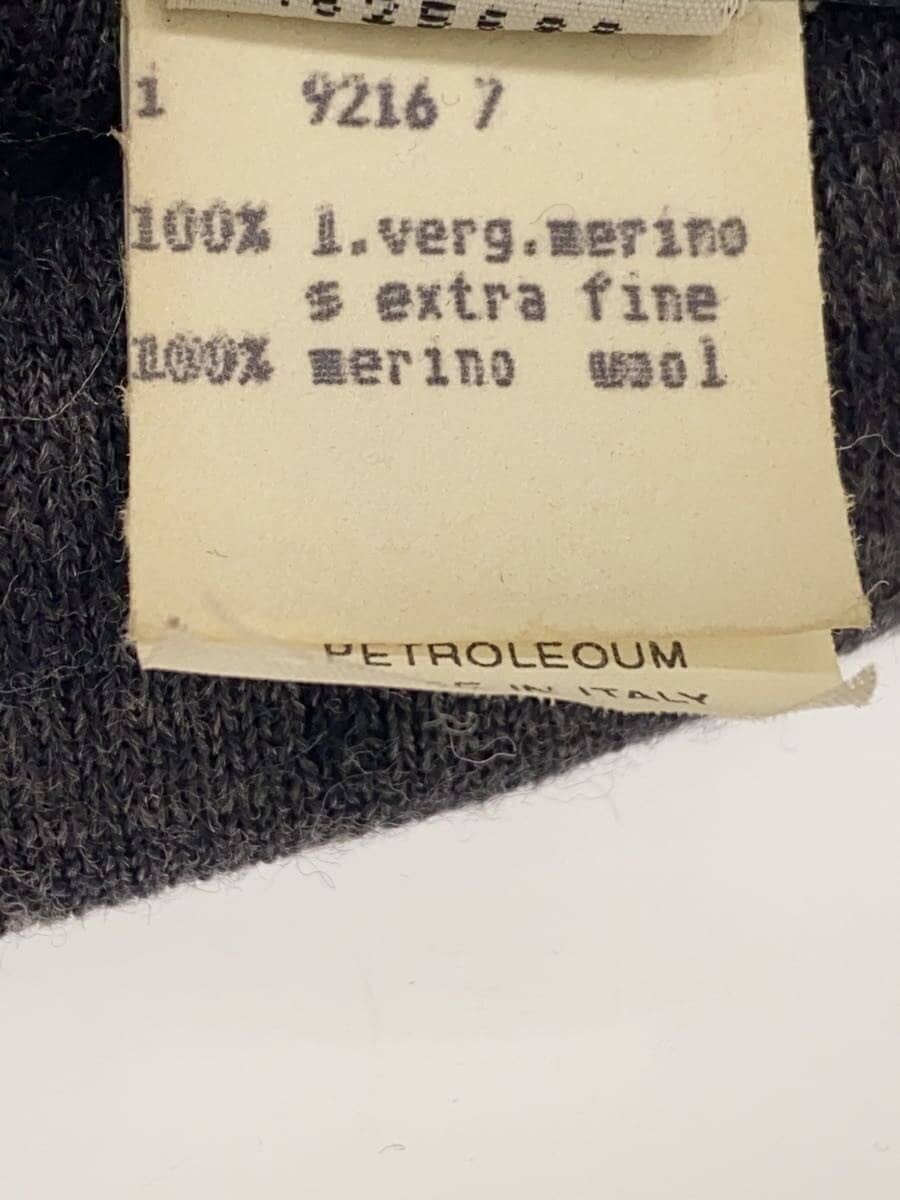 1 9216 7
100% l.verg.merino
s extra fine
100% merino wool
PETROLEOUM
IN ITALY